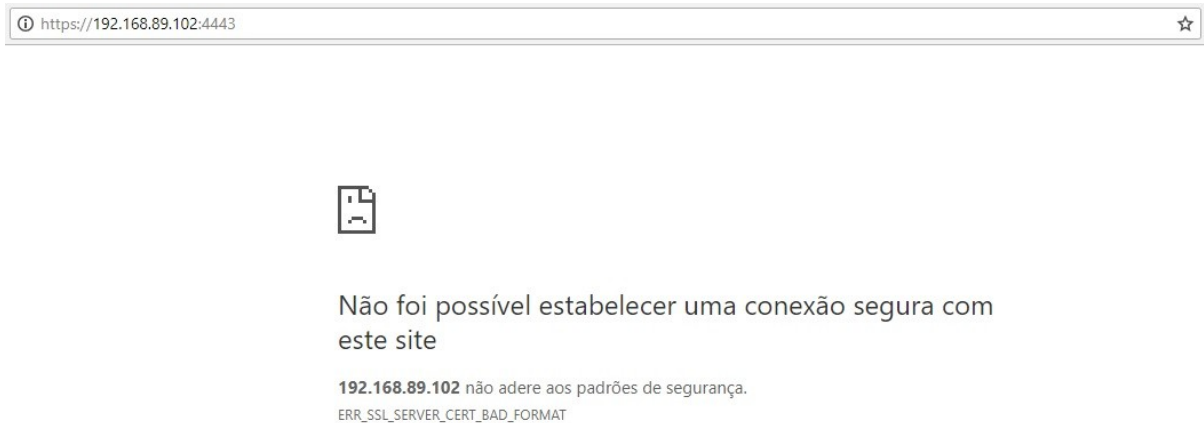 https://192.168.89.102:4443
Não foi possível estabelecer uma conexão segura com
este site
192.168.89.102 não adere aos padrões de segurança.
ERR_SSL_SERVER_CERT_BAD_FORMAT